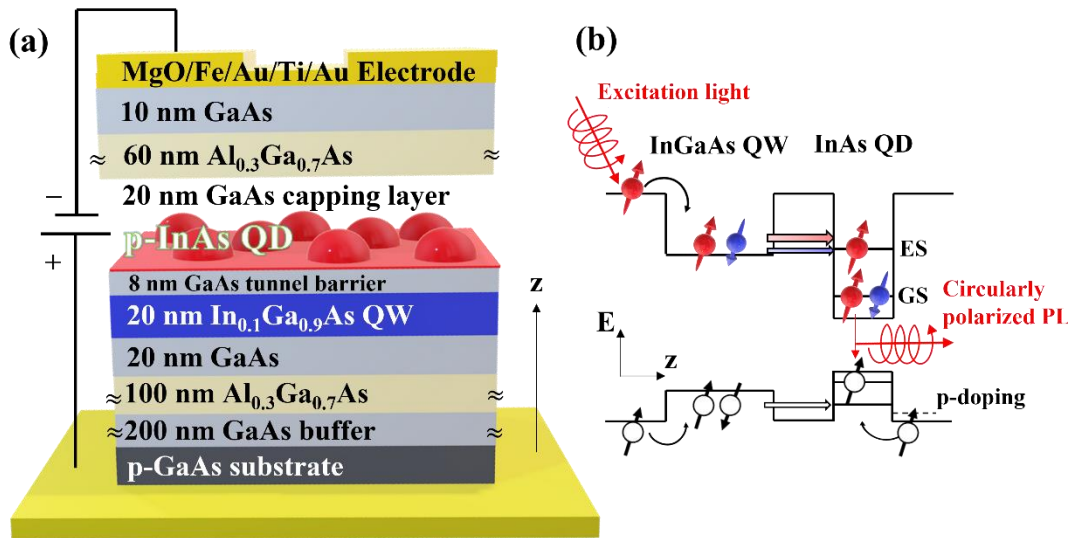 (a)
MgO/Fe/Au/Ti/Au Electrode
10 nm GaAs
≈ 60 nm Al₀.₃Ga₀.₇As ≈
20 nm GaAs capping layer
p-InAs QD
8 nm GaAs tunnel barrier
20 nm In₀.₁Ga₀.₉As QW
20 nm GaAs
≈ 100 nm Al₀.₃Ga₀.₇As ≈
≈ 200 nm GaAs buffer ≈
p-GaAs substrate
−
+
z
(b)
Excitation light
InGaAs QW
InAs QD
ES
GS
Circularly
polarized PL
E
z
p-doping